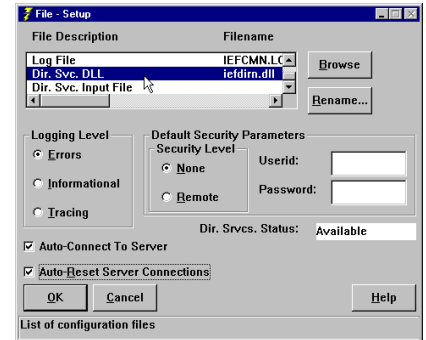 File - Setup
File Description Filename
Log File IEFCMN.LO
Dir. Svc. DLL iefdirn.dll
Dir. Svc. Input File
Browse
Rename...
Logging Level
Errors
Informational
Tracing
Default Security Parameters
Security Level
None
Remote
Userid:
Password:
Dir. Srvcs. Status: Available
Auto-Connect To Server
Auto-Reset Server Connections
OK Cancel Help
List of configuration files